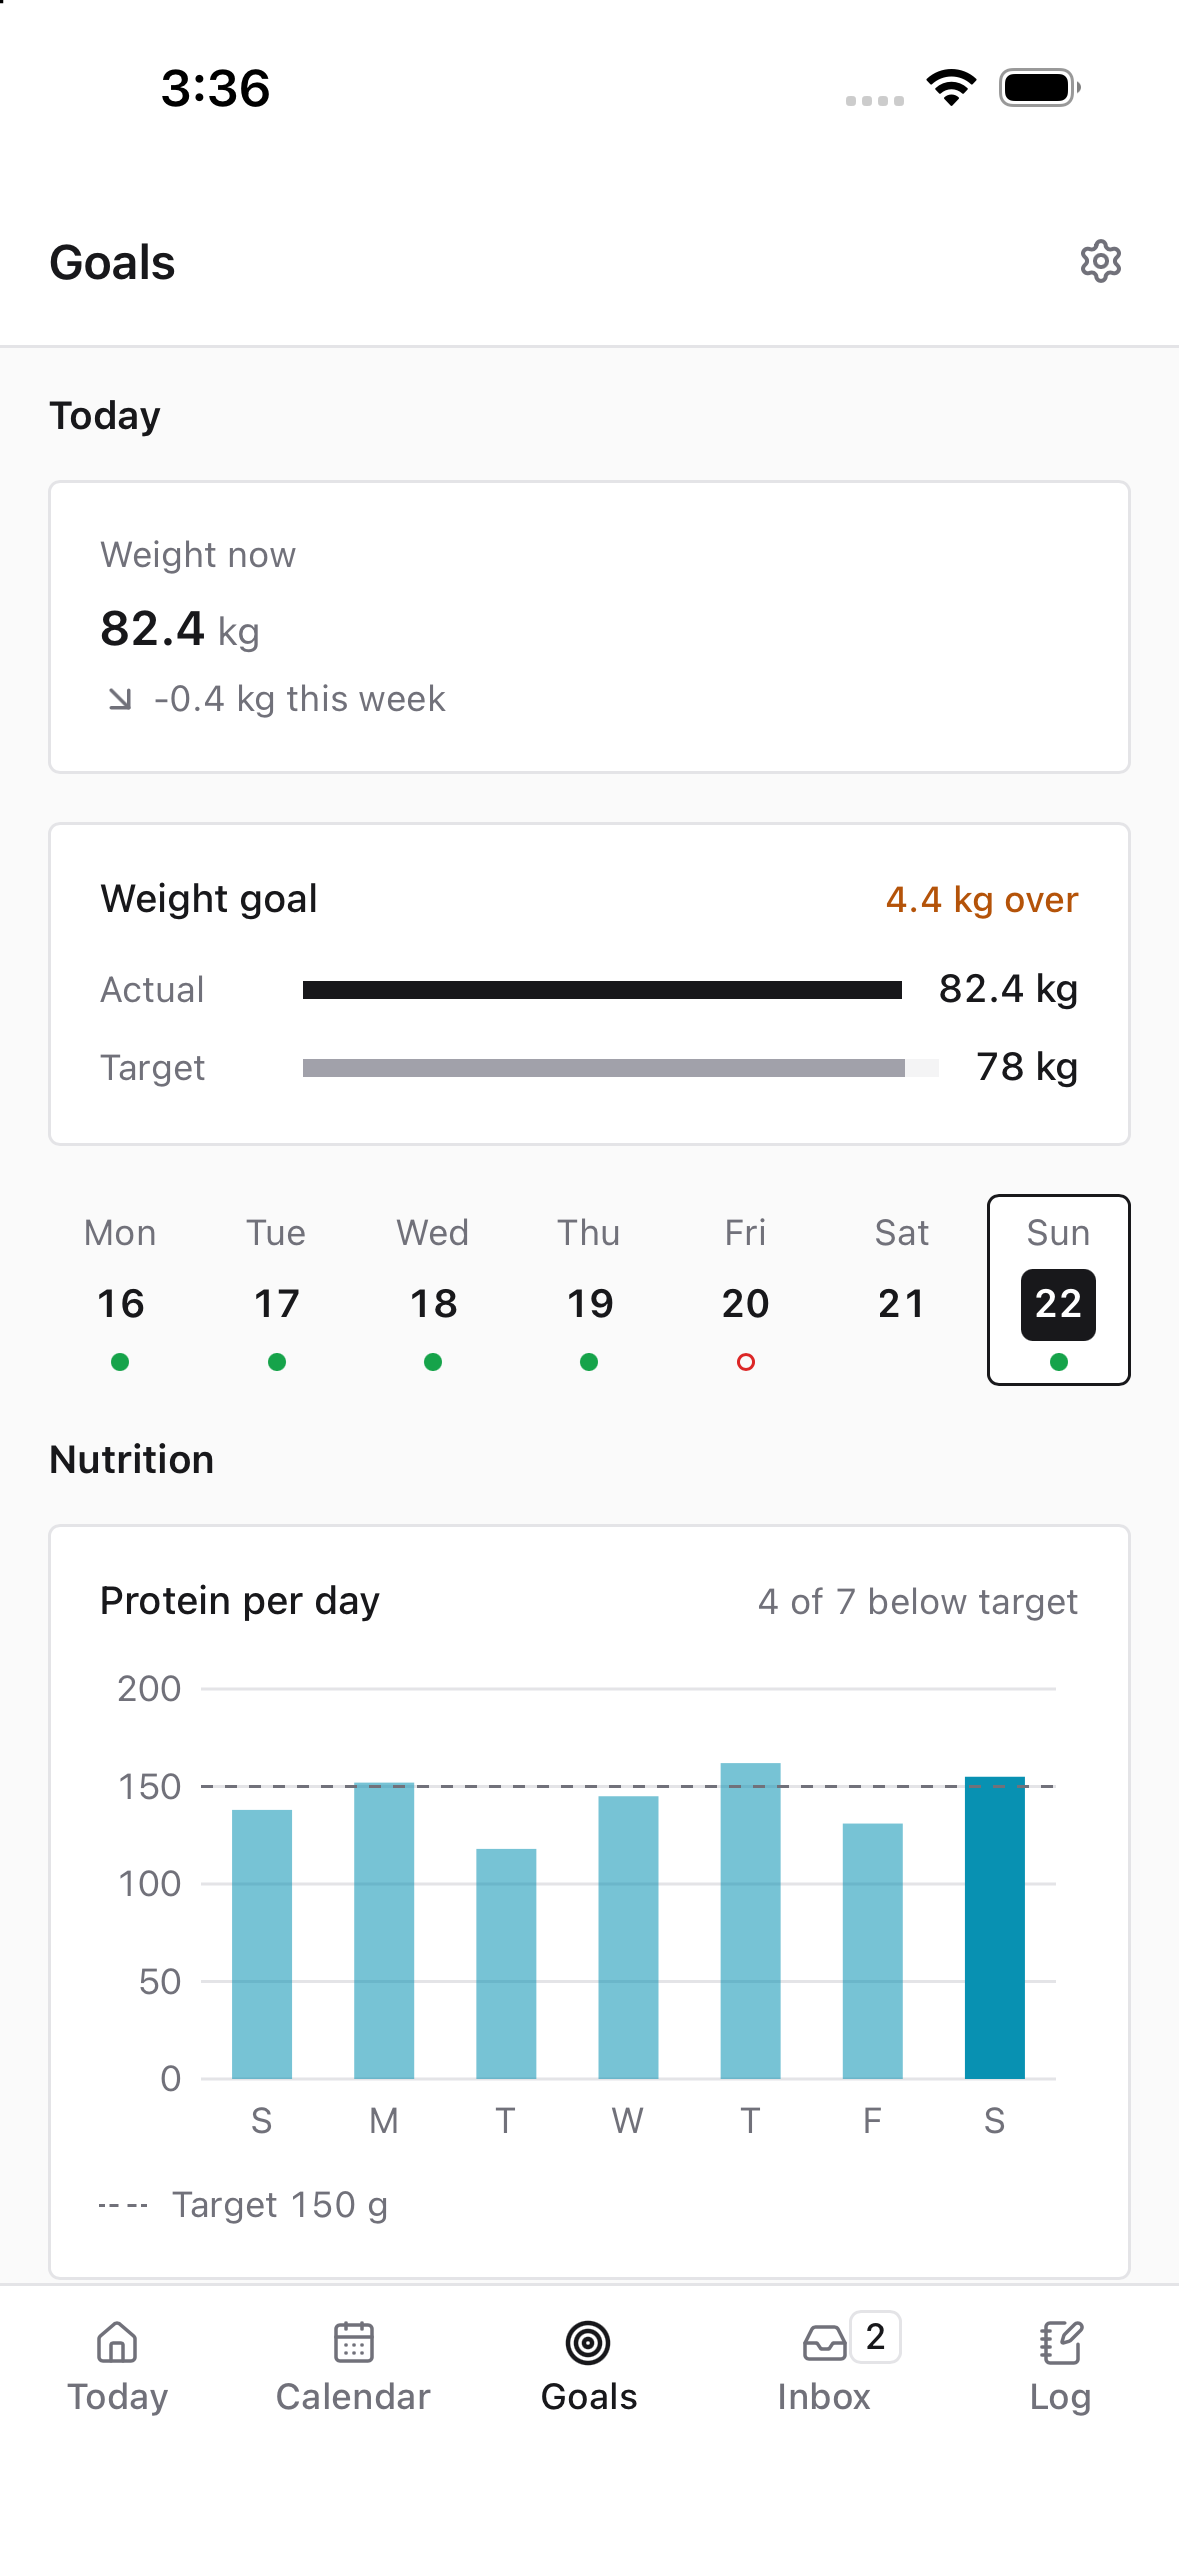 3:36
Goals
Today
Weight now
82.4 kg
-0.4 kg this week
Weight goal
4.4 kg over
Actual
82.4 kg
Target
78 kg
Mon Tue Wed Thu Fri Sat Sun
16 17 18 19 20 21 22
Nutrition
Protein per day
4 of 7 below target
200
150
100
50
0
S M T W T F S
Target 150 g
2
Today Calendar Goals Inbox Log